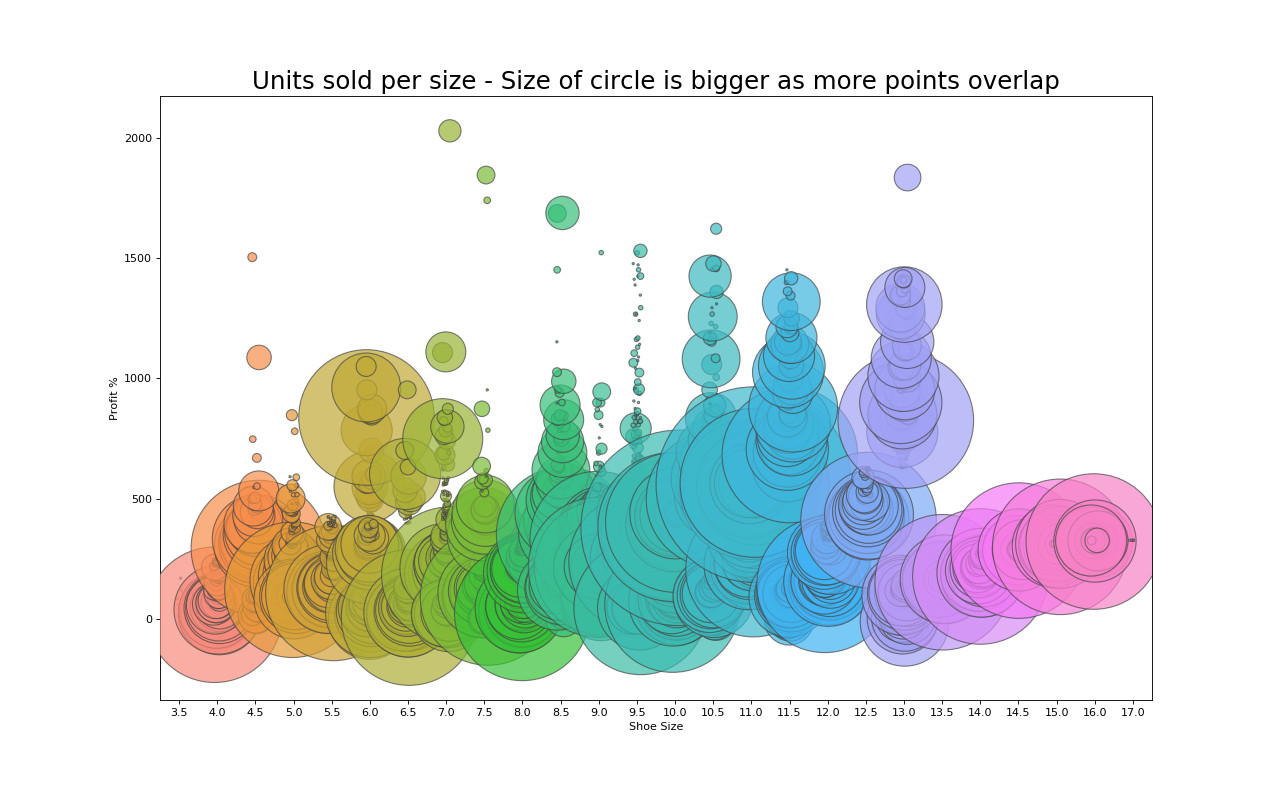 Units sold per size - Size of circle is bigger as more points overlap
2000
1500
1000
500
0
Profit %
3.5 4.0 4.5 5.0 5.5 6.0 6.5 7.0 7.5 8.0 8.5 9.0 9.5 10.0 10.5 11.0 11.5 12.0 12.5 13.0 13.5 14.0 14.5 15.0 16.0 17.0
Shoe Size